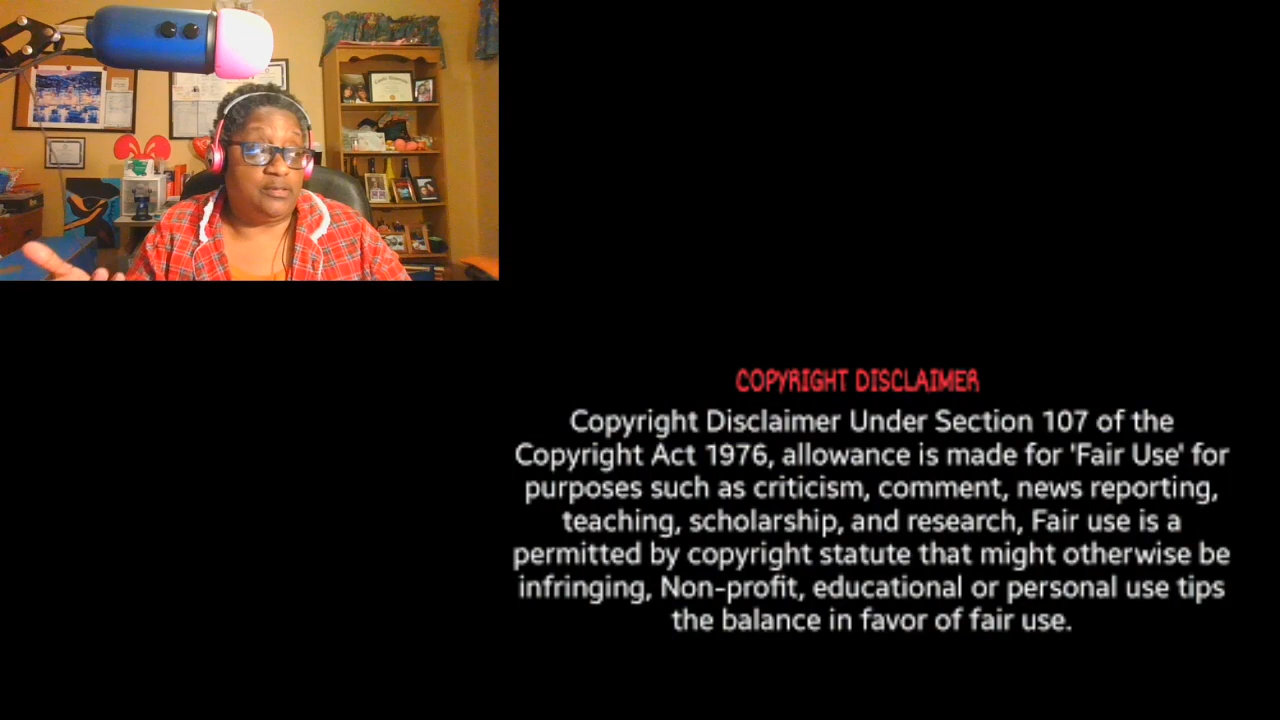 COPYRIGHT DISCLAIMER
Copyright Disclaimer Under Section 107 of the
Copyright Act 1976, allowance is made for 'Fair Use' for
purposes such as criticism, comment, news reporting,
teaching, scholarship, and research, Fair use is a
permitted by copyright statute that might otherwise be
infringing, Non-profit, educational or personal use tips
the balance in favor of fair use.